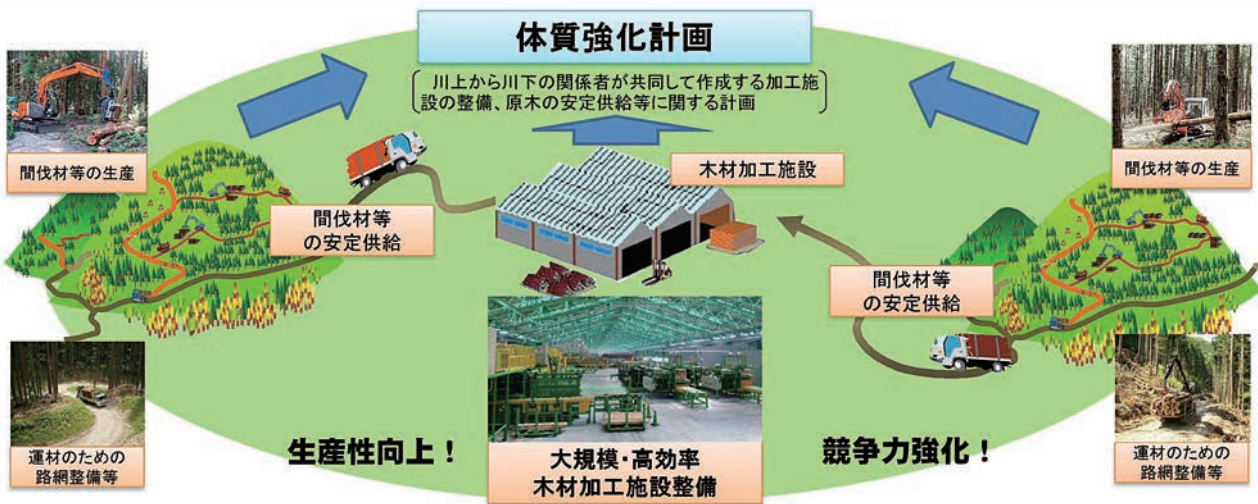 体質強化計画
川上から川下の関係者が共同して作成する加工施
設の整備、原木の安定供給等に関する計画
間伐材等の生産
木材加工施設
間伐材等の生産
間伐材等
の安定供給
間伐材等
の安定供給
運材のための
路網整備等
生産性向上！
大規模・高効率
木材加工施設整備
競争力強化！
運材のための
路網整備等